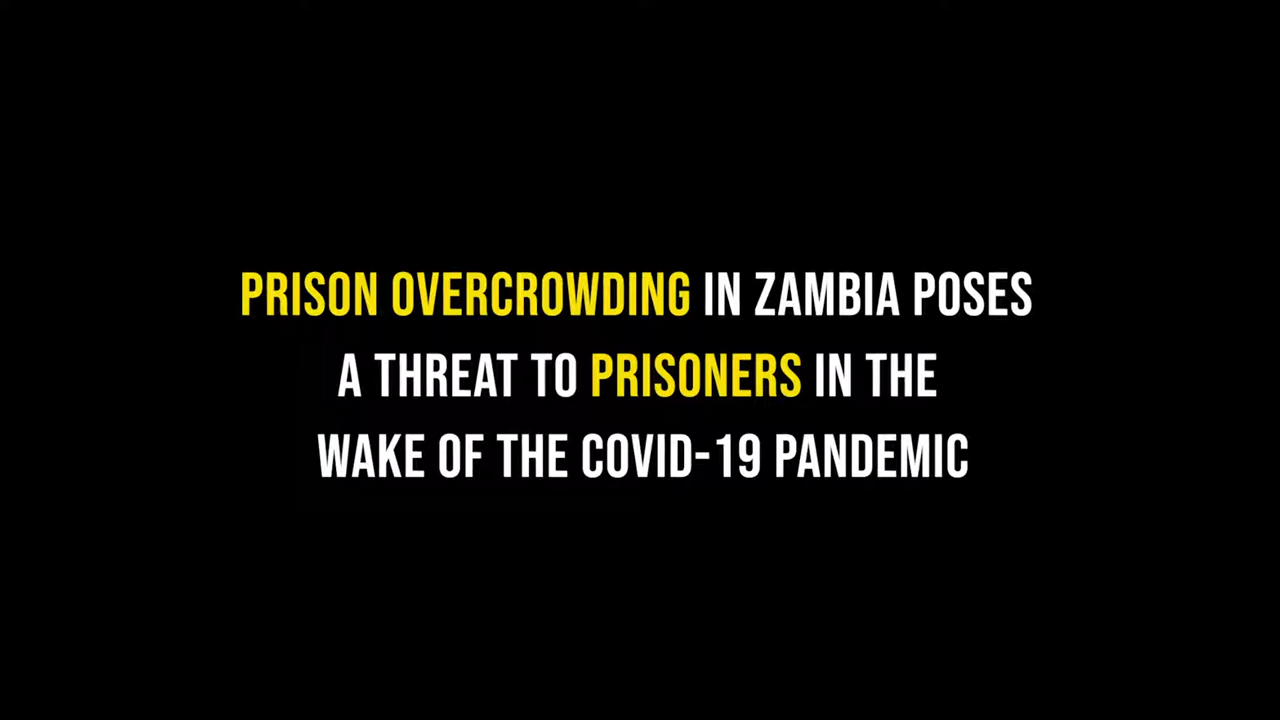 PRISON OVERCROWDING IN ZAMBIA POSES
A THREAT TO PRISONERS IN THE
WAKE OF THE COVID-19 PANDEMIC